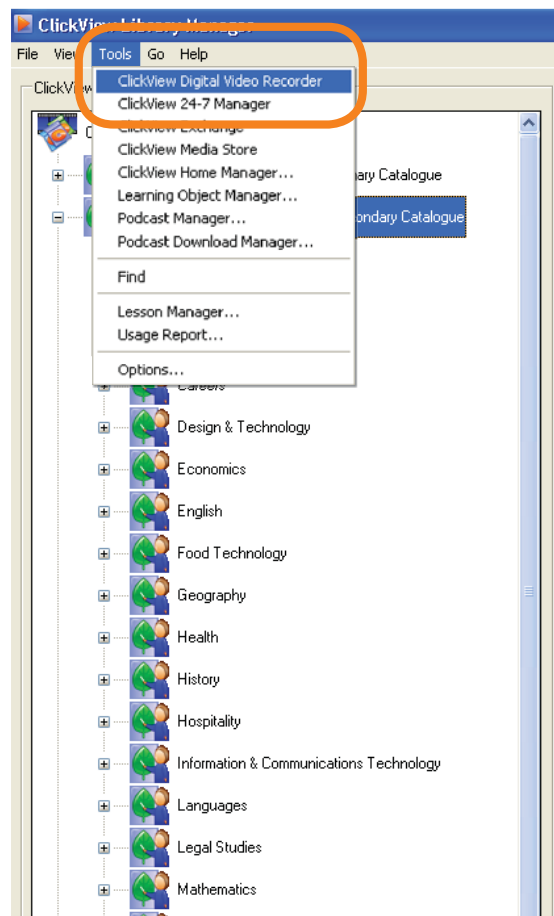 ClickView Library Manager
File View Tools Go Help
ClickView
ClickView Digital Video Recorder
ClickView 24-7 Manager
ClickView Exchange
ClickView Media Store
ClickView Home Manager...
ary Catalogue
Learning Object Manager...
Podcast Manager...
ondary Catalogue
Podcast Download Manager...
Find
Lesson Manager...
Usage Report...
Options...
Careers
Design & Technology
Economics
English
Food Technology
Geography
Health
History
Hospitality
Information & Communications Technology
Languages
Legal Studies
Mathematics